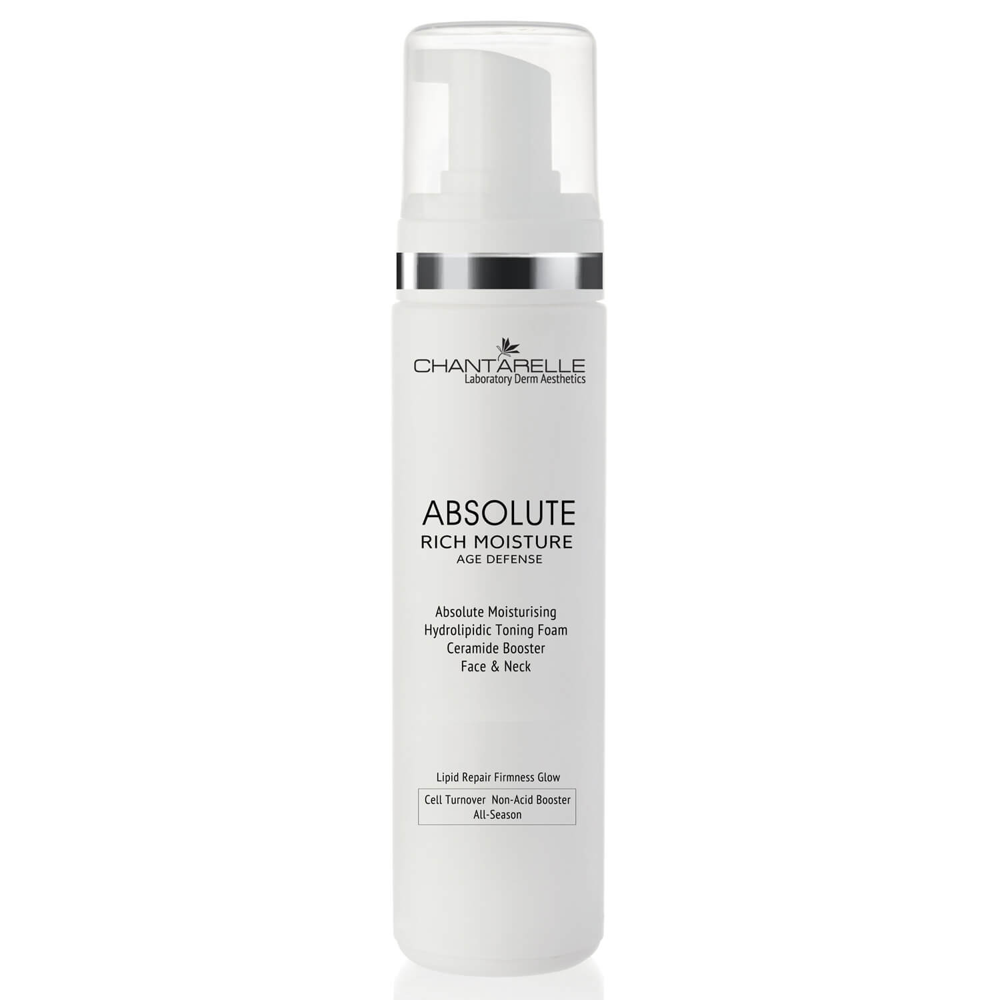 CHANTARELLE
Laboratory Derm Aesthetics
ABSOLUTE
RICH MOISTURE
AGE DEFENSE
Absolute Moisturising
Hydrolipidic Toning Foam
Ceramide Booster
Face & Neck
Lipid Repair Firmness Glow
Cell Turnover Non-Acid Booster
All-Season